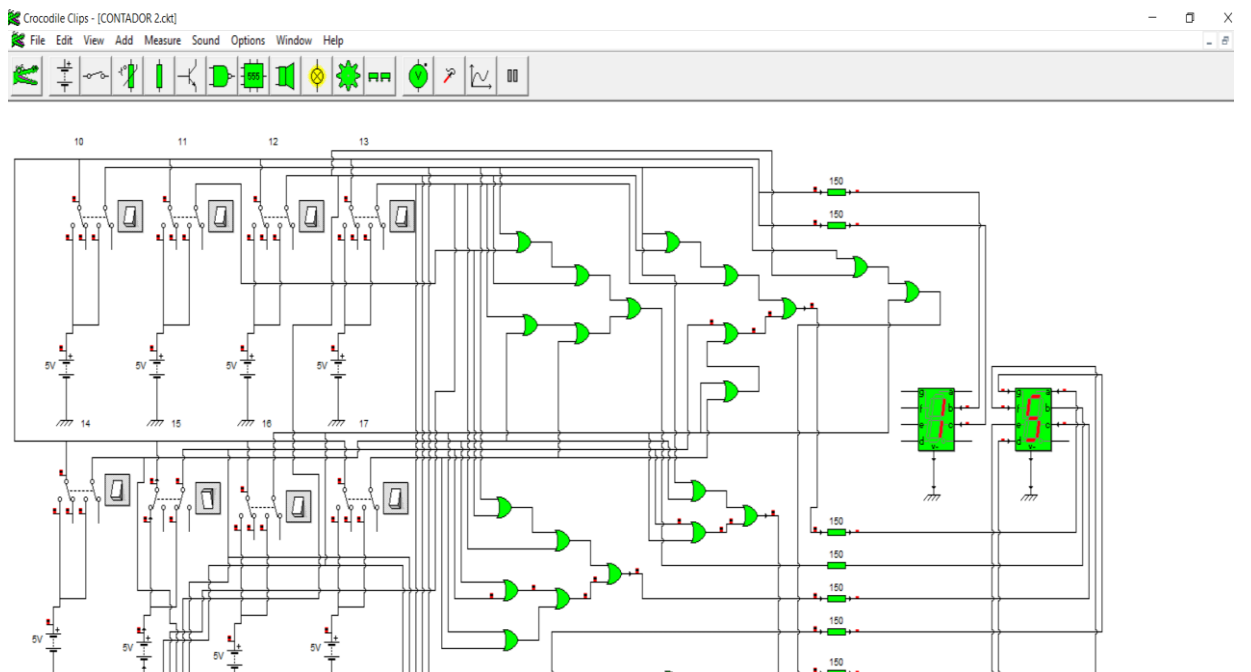 Crocodile Clips - [CONTADOR 2.ckt]
File Edit View Add Measure Sound Options Window Help
555
V
10 11 12 13
150
150
5V 5V 5V 5V
g a
f b
e c
d
V-
g a
f b
e c
d
V-
14 15 16 17
150
150
150
150
150
5V 5V 5V 5V